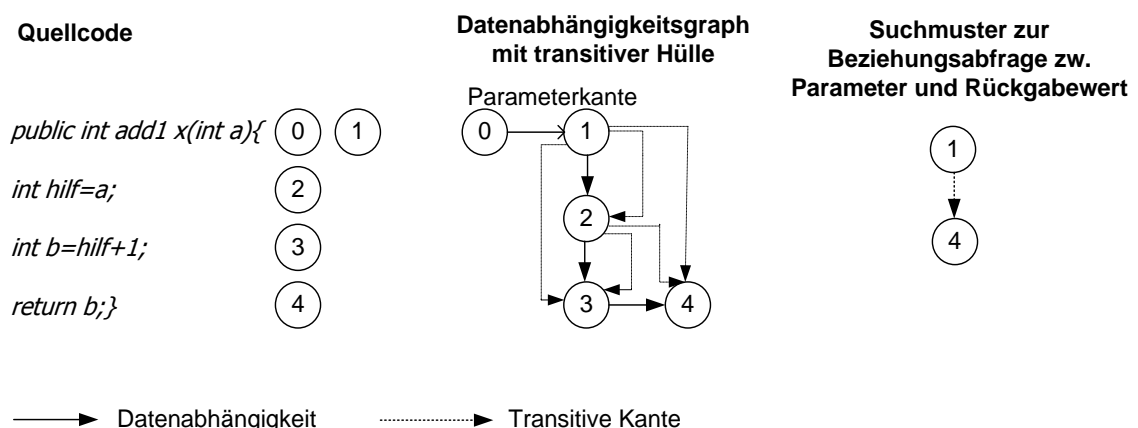 Quellcode
public int add1 x(int a){ 0 1
int hilf=a; 2
int b=hilf+1; 3
return b;} 4
Datenabhängigkeitsgraph
mit transitiver Hülle
Parameterkante
0 1
2
3 4
Suchmuster zur
Beziehungsabfrage zw.
Parameter und Rückgabewert
1
4
Datenabhängigkeit
Transitive Kante